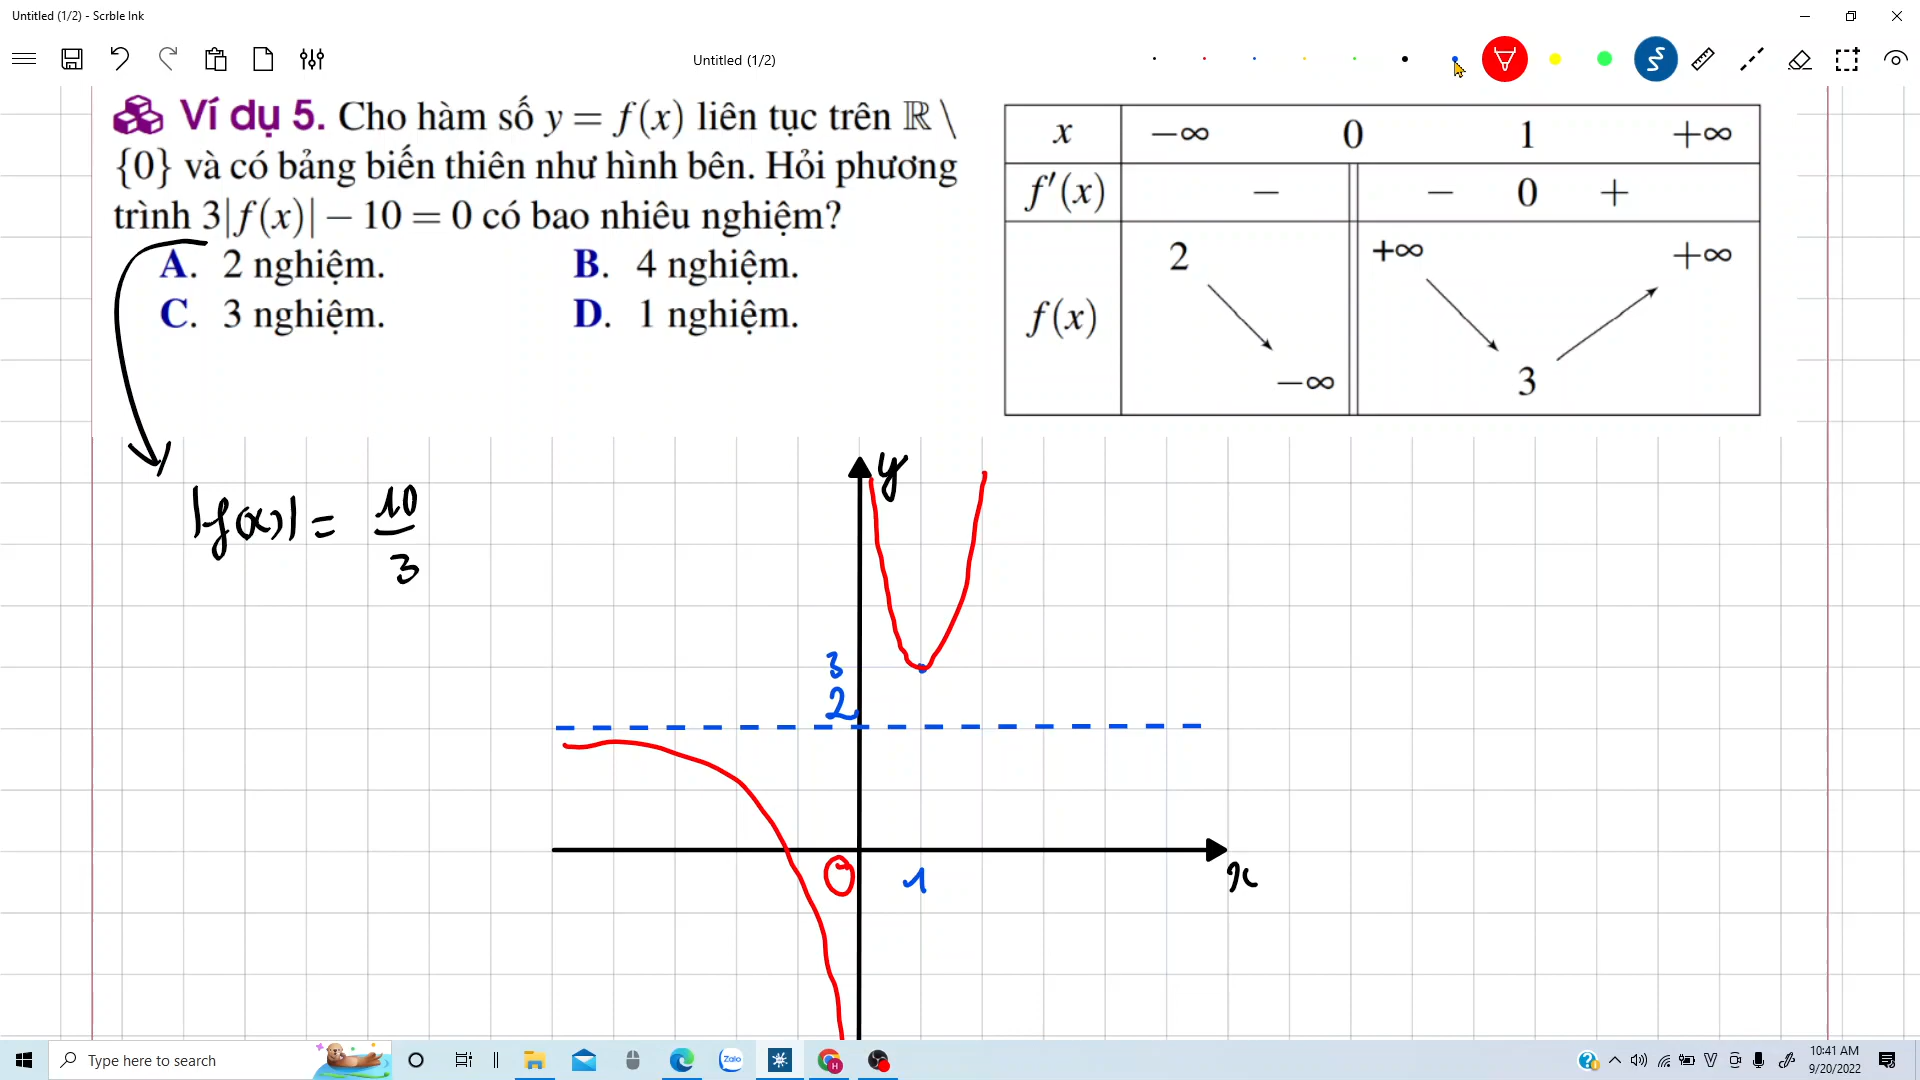 Untitled (1/2) - Scrble Ink
Untitled (1/2)
Ví dụ 5. Cho hàm số y = f(x) liên tục trên ℝ \
{0} và có bảng biến thiên như hình bên. Hỏi phương
trình 3|f(x)| − 10 = 0 có bao nhiêu nghiệm?
A. 2 nghiệm. B. 4 nghiệm.
C. 3 nghiệm. D. 1 nghiệm.
x −∞ 0 1 +∞
f′(x) − − 0 +
2 +∞ +∞
f(x)
−∞ 3
y
|f(x)| = 10/3
3
2
O 1 x
Type here to search
Zalo
H
10:41 AM
9/20/2022